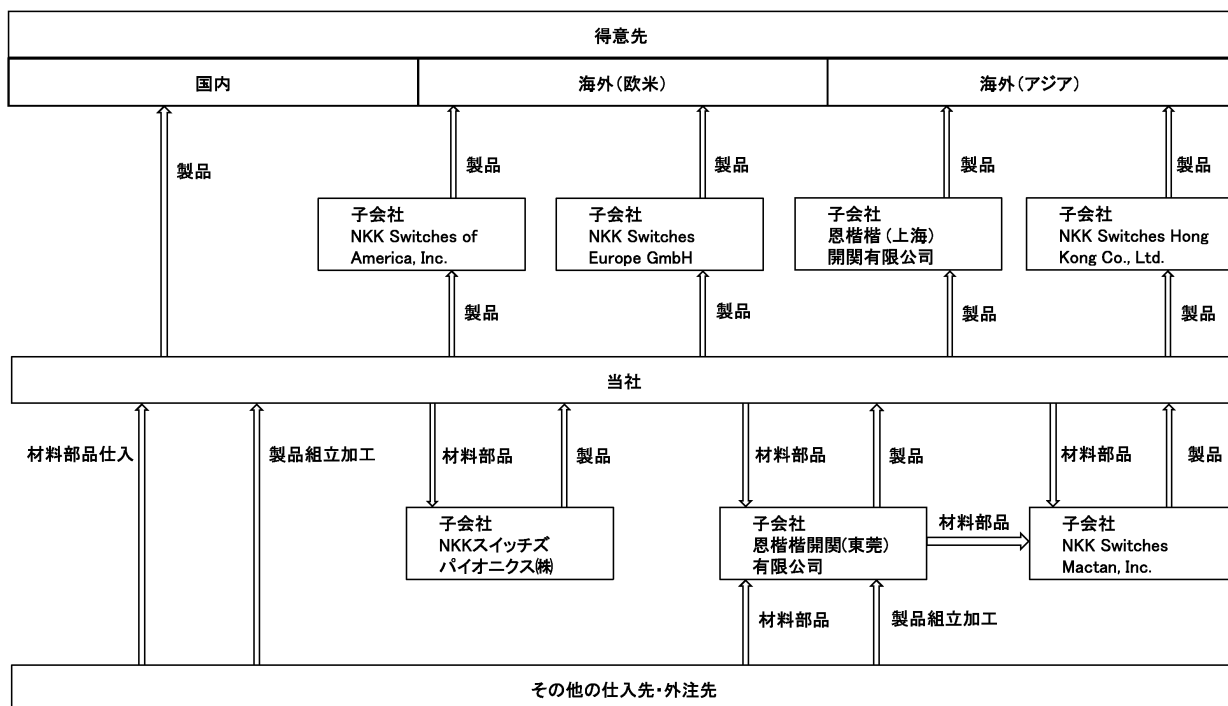 得意先
国内
海外(欧米)
海外(アジア)
製品
製品
製品
製品
製品
子会社
NKK Switches of
America, Inc.
子会社
NKK Switches
Europe GmbH
子会社
恩楷楷(上海)
開関有限公司
子会社
NKK Switches Hong
Kong Co., Ltd.
製品
製品
製品
製品
当社
材料部品仕入
製品組立加工
材料部品
製品
材料部品
製品
材料部品
製品
子会社
NKKスイッチズ
パイオニクス㈱
子会社
恩楷楷開関(東莞)
有限公司
材料部品
子会社
NKK Switches
Mactan, Inc.
材料部品
製品組立加工
その他の仕入先・外注先